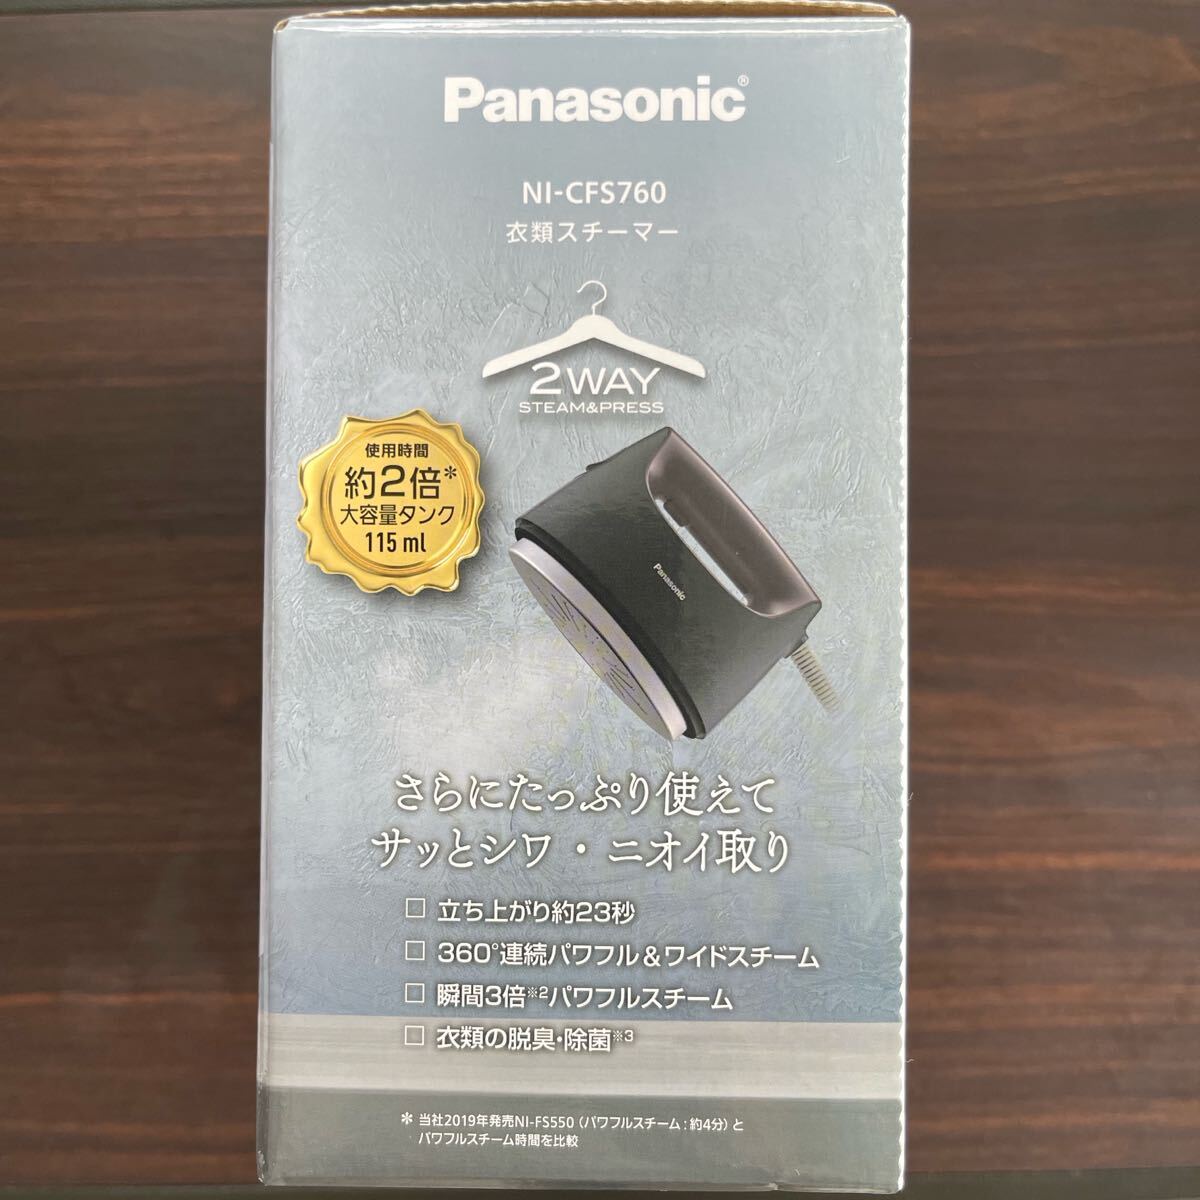 Panasonic®
NI-CFS760
衣類スチーマー
2WAY
STEAM&PRESS
使用時間
約2倍*
大容量タンク
115 ml
Panasonic
さらにたっぷり使えて
サッとシワ・ニオイ取り
□ 立ち上がり約23秒
□ 360°連続パワフル&ワイドスチーム
□ 瞬間3倍※2パワフルスチーム
□ 衣類の脱臭・除菌※3
* 当社2019年発売NI-FS550（パワフルスチーム：約4分）と
パワフルスチーム時間を比較